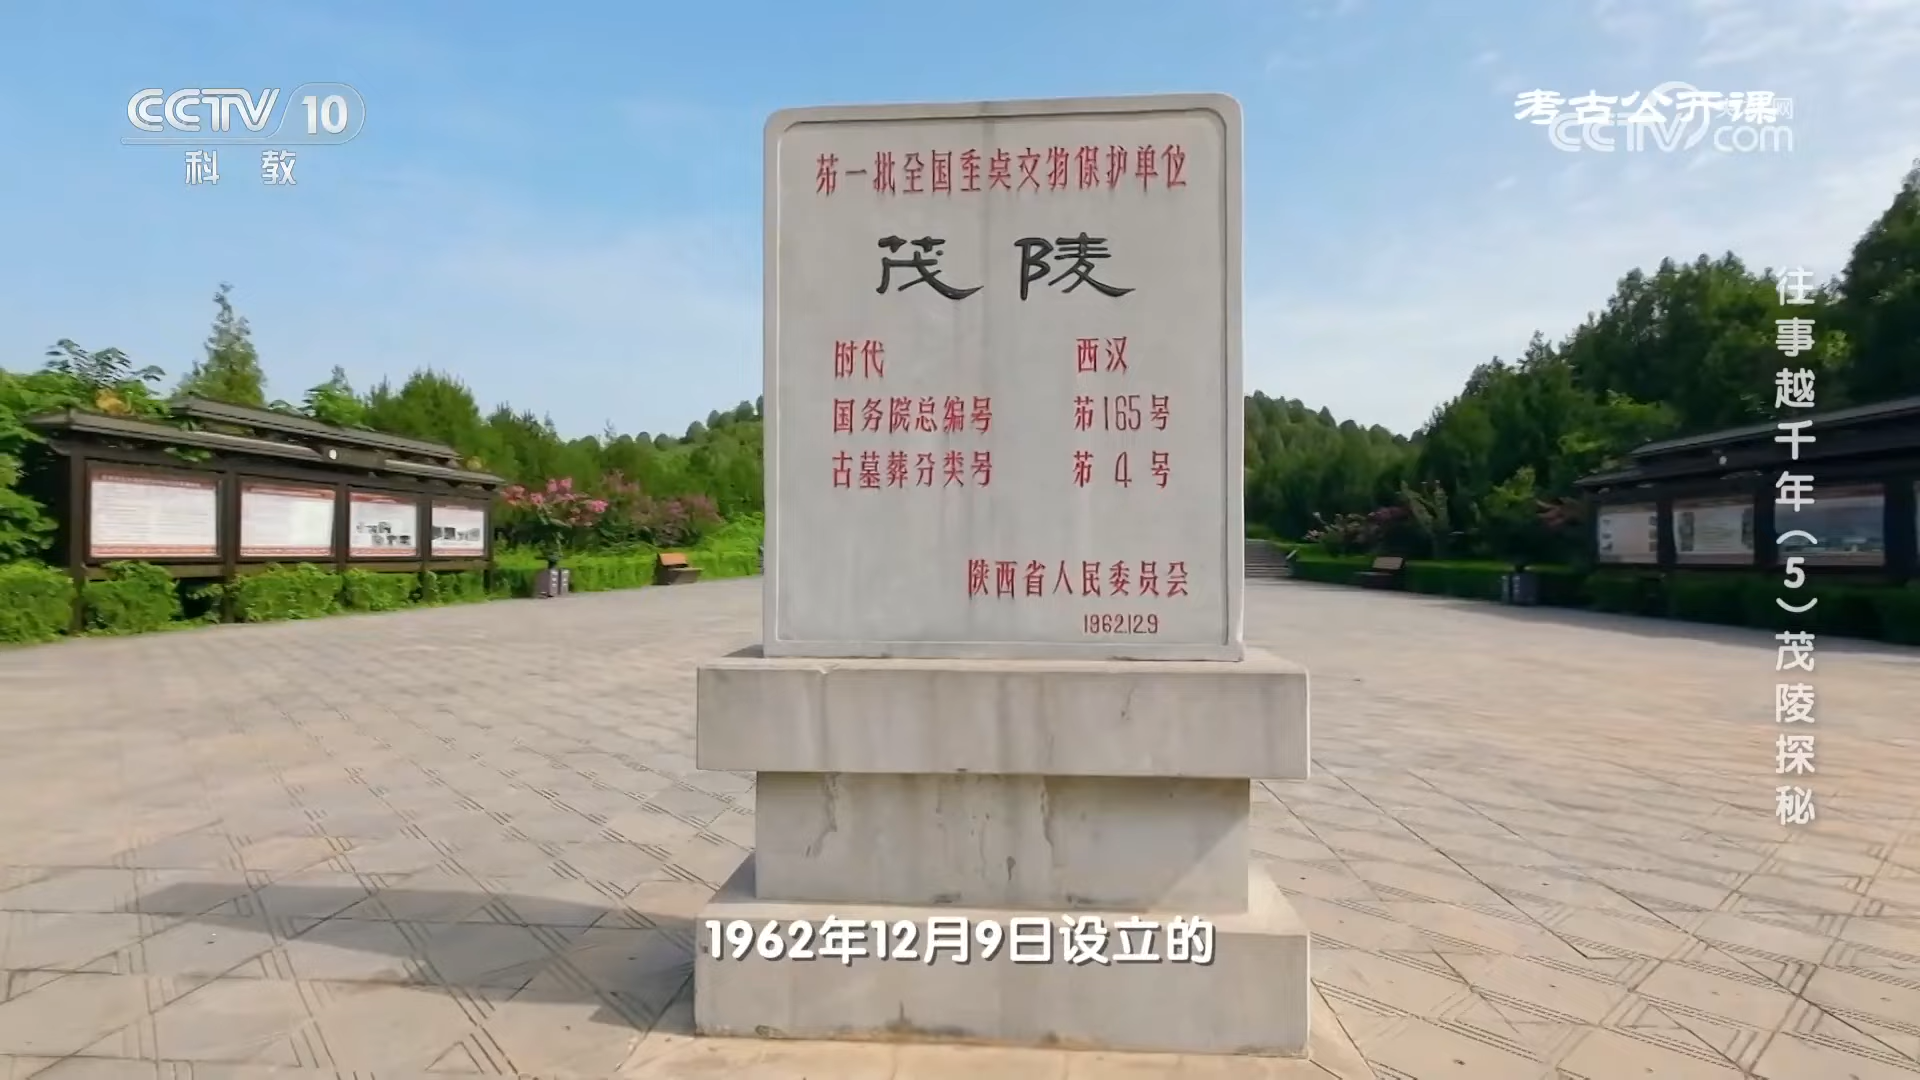 CCTV 10
科教
考古公开课
CCTV.com
第一批全国重点文物保护单位
茂陵
时代 西汉
国务院总编号 第165号
古墓葬分类号 第4号
陕西省人民委员会
1962.12.9
往事越千年（5）茂陵探秘
1962年12月9日设立的